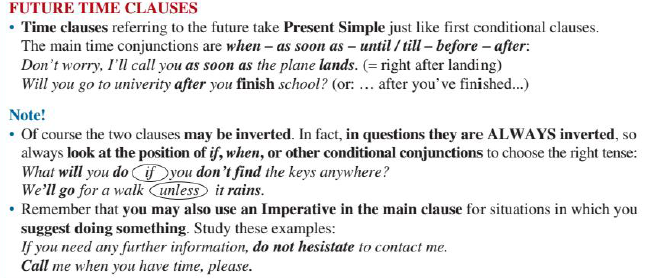 FUTURE TIME CLAUSES
• Time clauses referring to the future take Present Simple just like first conditional clauses.
The main time conjunctions are when – as soon as – until / till – before – after:
Don't worry, I'll call you as soon as the plane lands. (= right after landing)
Will you go to univerity after you finish school? (or: … after you've finished...)
Note!
• Of course the two clauses may be inverted. In fact, in questions they are ALWAYS inverted, so
always look at the position of if, when, or other conditional conjunctions to choose the right tense:
What will you do if you don't find the keys anywhere?
We'll go for a walk unless it rains.
• Remember that you may also use an Imperative in the main clause for situations in which you
suggest doing something. Study these examples:
If you need any further information, do not hesistate to contact me.
Call me when you have time, please.